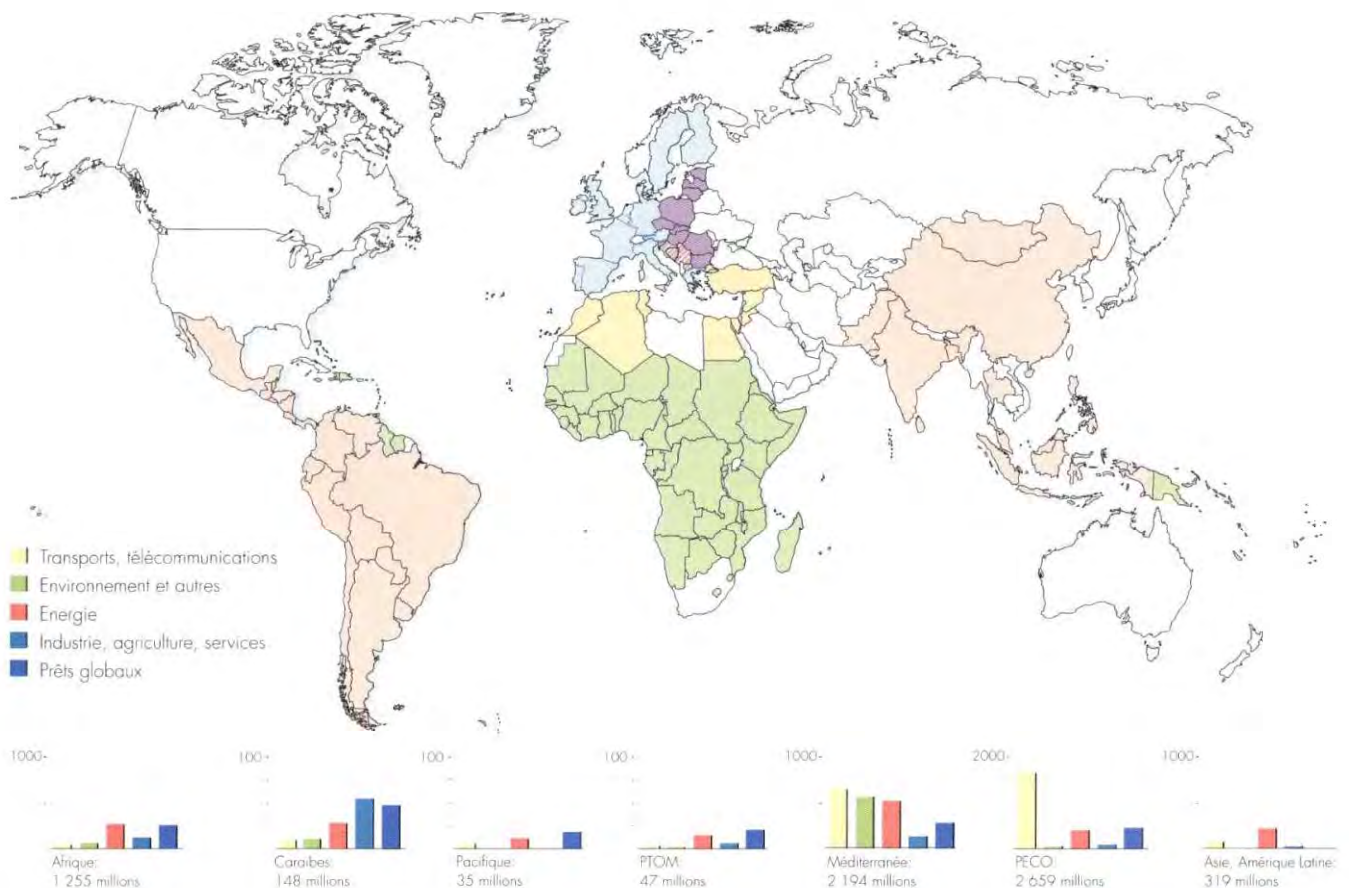 Transports, télécommunications
Environnement et autres
Energie
Industrie, agriculture, services
Prêts globaux
1000-
100-
100-
100-
1000-
2000-
1000-
Afrique:
1 255 millions
Caraïbes:
148 millions
Pacifique:
35 millions
PTOM:
47 millions
Méditerranée:
2 194 millions
PECO:
2 659 millions
Asie, Amérique Latine:
319 millions